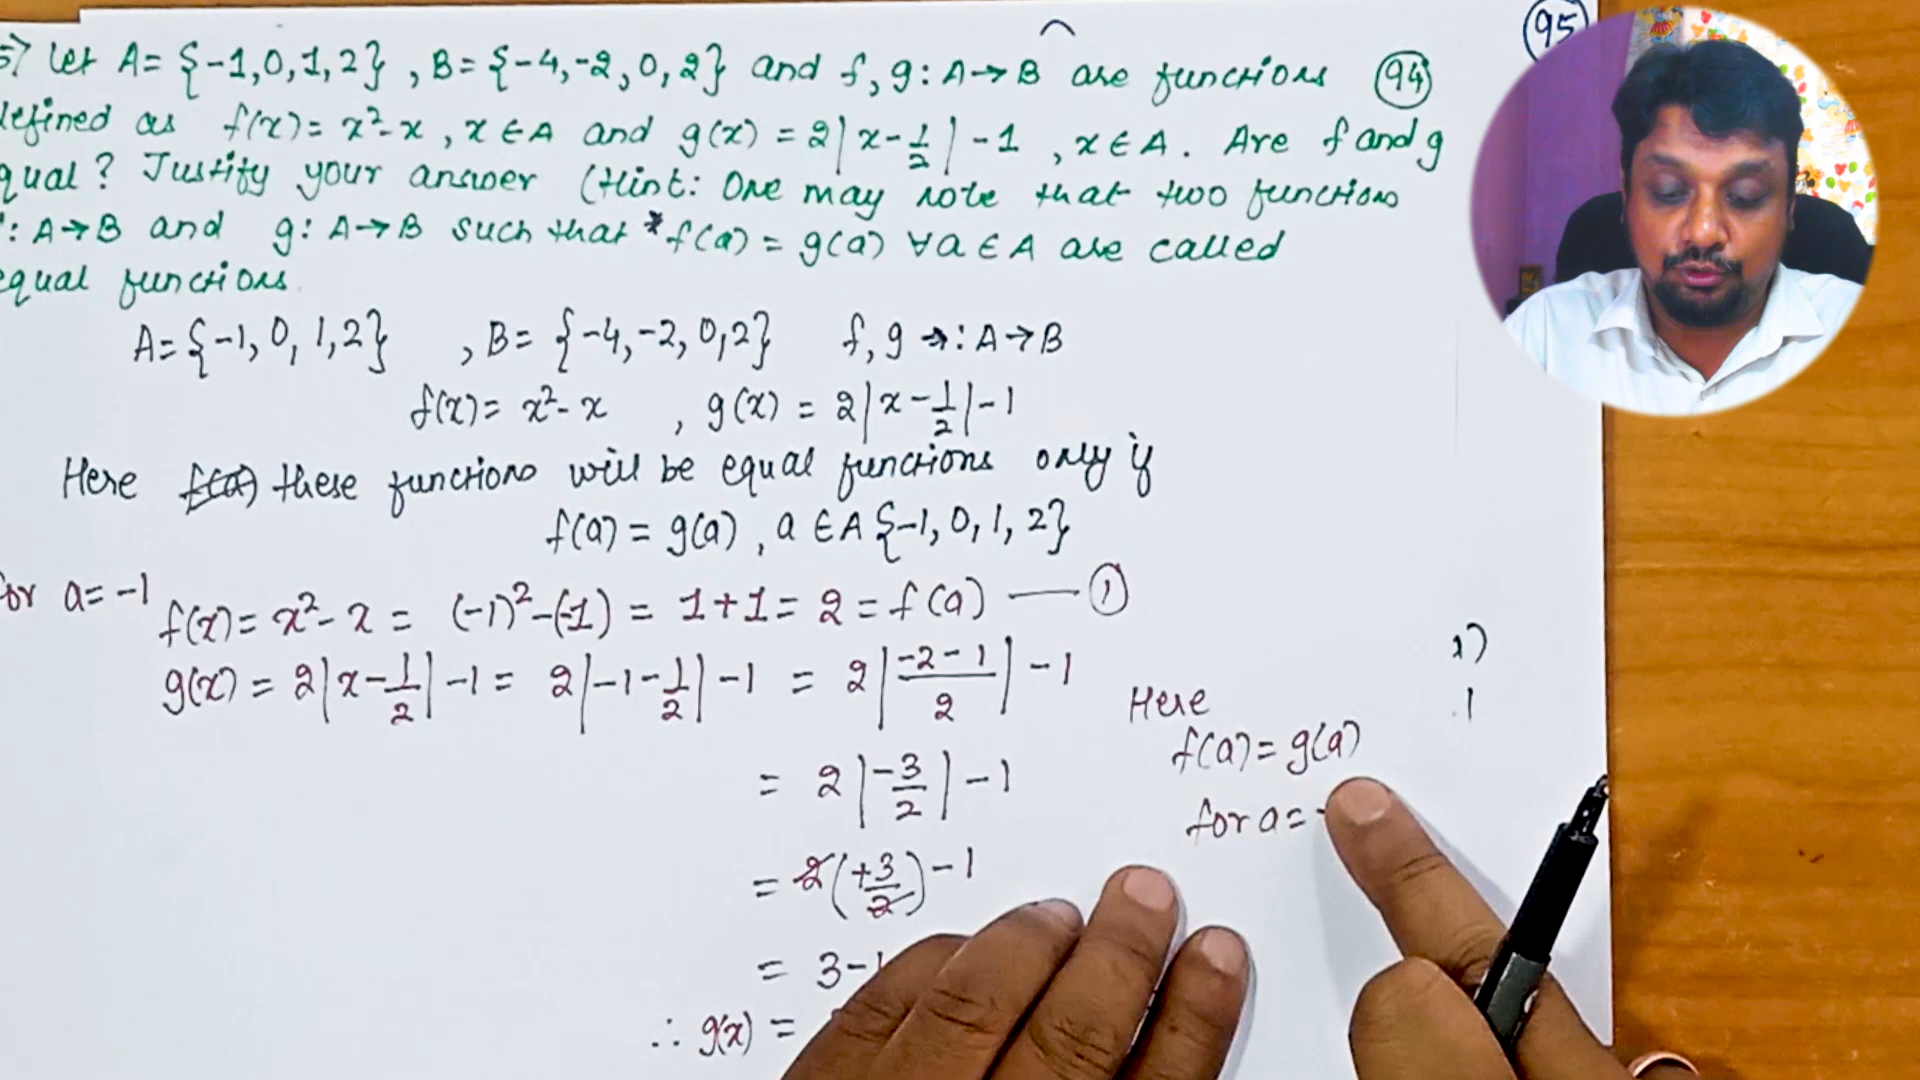 95
5) Let A= {-1,0,1,2} , B= {-4,-2,0,2} and f,g: A→B are functions 94
defined as f(x)= x²-x , x∈A and g(x) = 2|x-1/2|-1 , x∈A. Are f and g
qual? Justify your answer (Hint: One may note that two functions
: A→B and g: A→B such that *f(a) = g(a) ∀a∈A are called
equal functions.
A={-1,0,1,2} , B= {-4,-2,0,2} f,g : A→B
f(x)= x²-x , g(x) = 2|x-1/2|-1
Here f(a) these functions will be equal functions only if
f(a) = g(a) , a ∈A {-1,0,1,2}
for a=-1
f(x)= x²-x = (-1)²-(-1) = 1+1= 2 = f(a) — 1
g(x) = 2|x-1/2|-1 = 2|-1-1/2|-1 = 2|(-2-1)/2|-1
= 2|-3/2|-1
= 2(+3/2)-1
= 3-1
∴ g(x) =
Here
f(a)= g(a)
for a= -